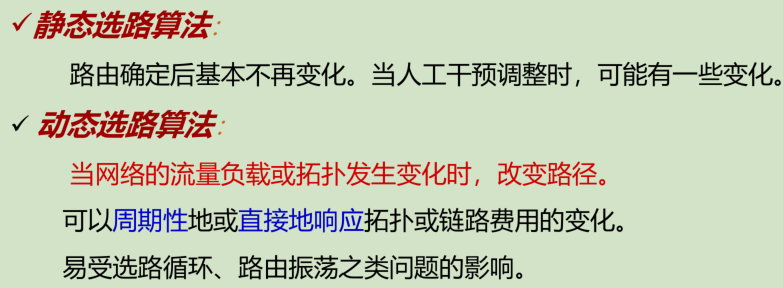 ✓静态选路算法:
路由确定后基本不再变化。当人工干预调整时，可能有一些变化。
✓动态选路算法:
当网络的流量负载或拓扑发生变化时，改变路径。
可以周期性地或直接地响应拓扑或链路费用的变化。
易受选路循环、路由振荡之类问题的影响。